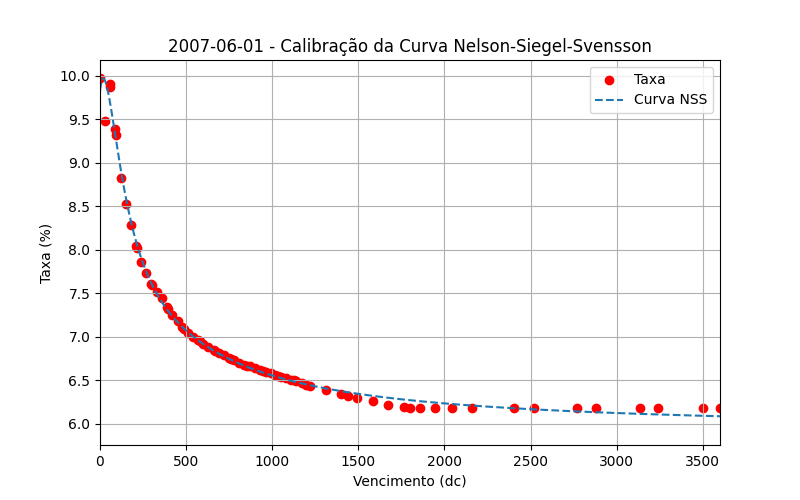 2007-06-01 - Calibração da Curva Nelson-Siegel-Svensson
Taxa
Curva NSS
Taxa (%)
10.0
9.5
9.0
8.5
8.0
7.5
7.0
6.5
6.0
0 500 1000 1500 2000 2500 3000 3500
Vencimento (dc)